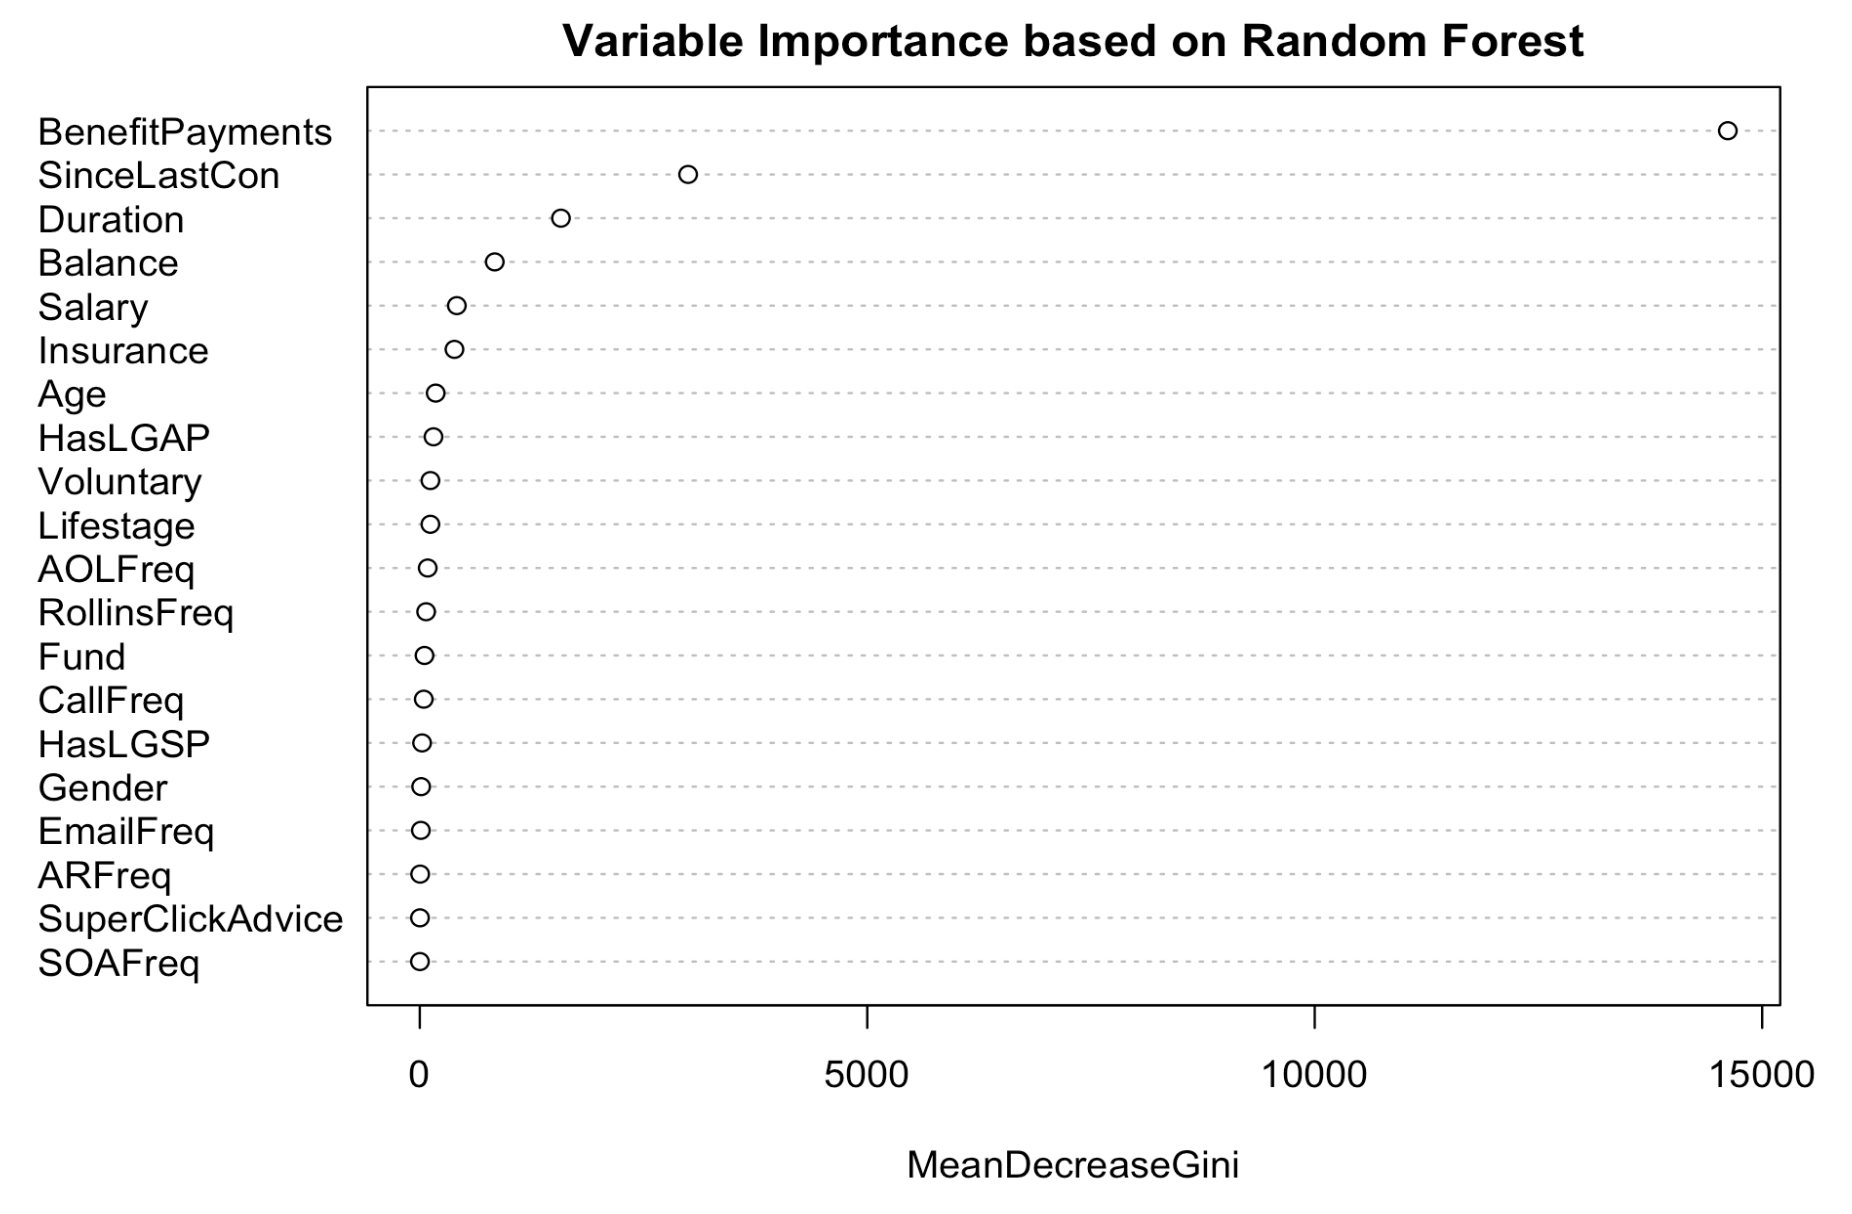 Variable Importance based on Random Forest
BenefitPayments
SinceLastCon
Duration
Balance
Salary
Insurance
Age
HasLGAP
Voluntary
Lifestage
AOLFreq
RollinsFreq
Fund
CallFreq
HasLGSP
Gender
EmailFreq
ARFreq
SuperClickAdvice
SOAFreq
0 5000 10000 15000
MeanDecreaseGini